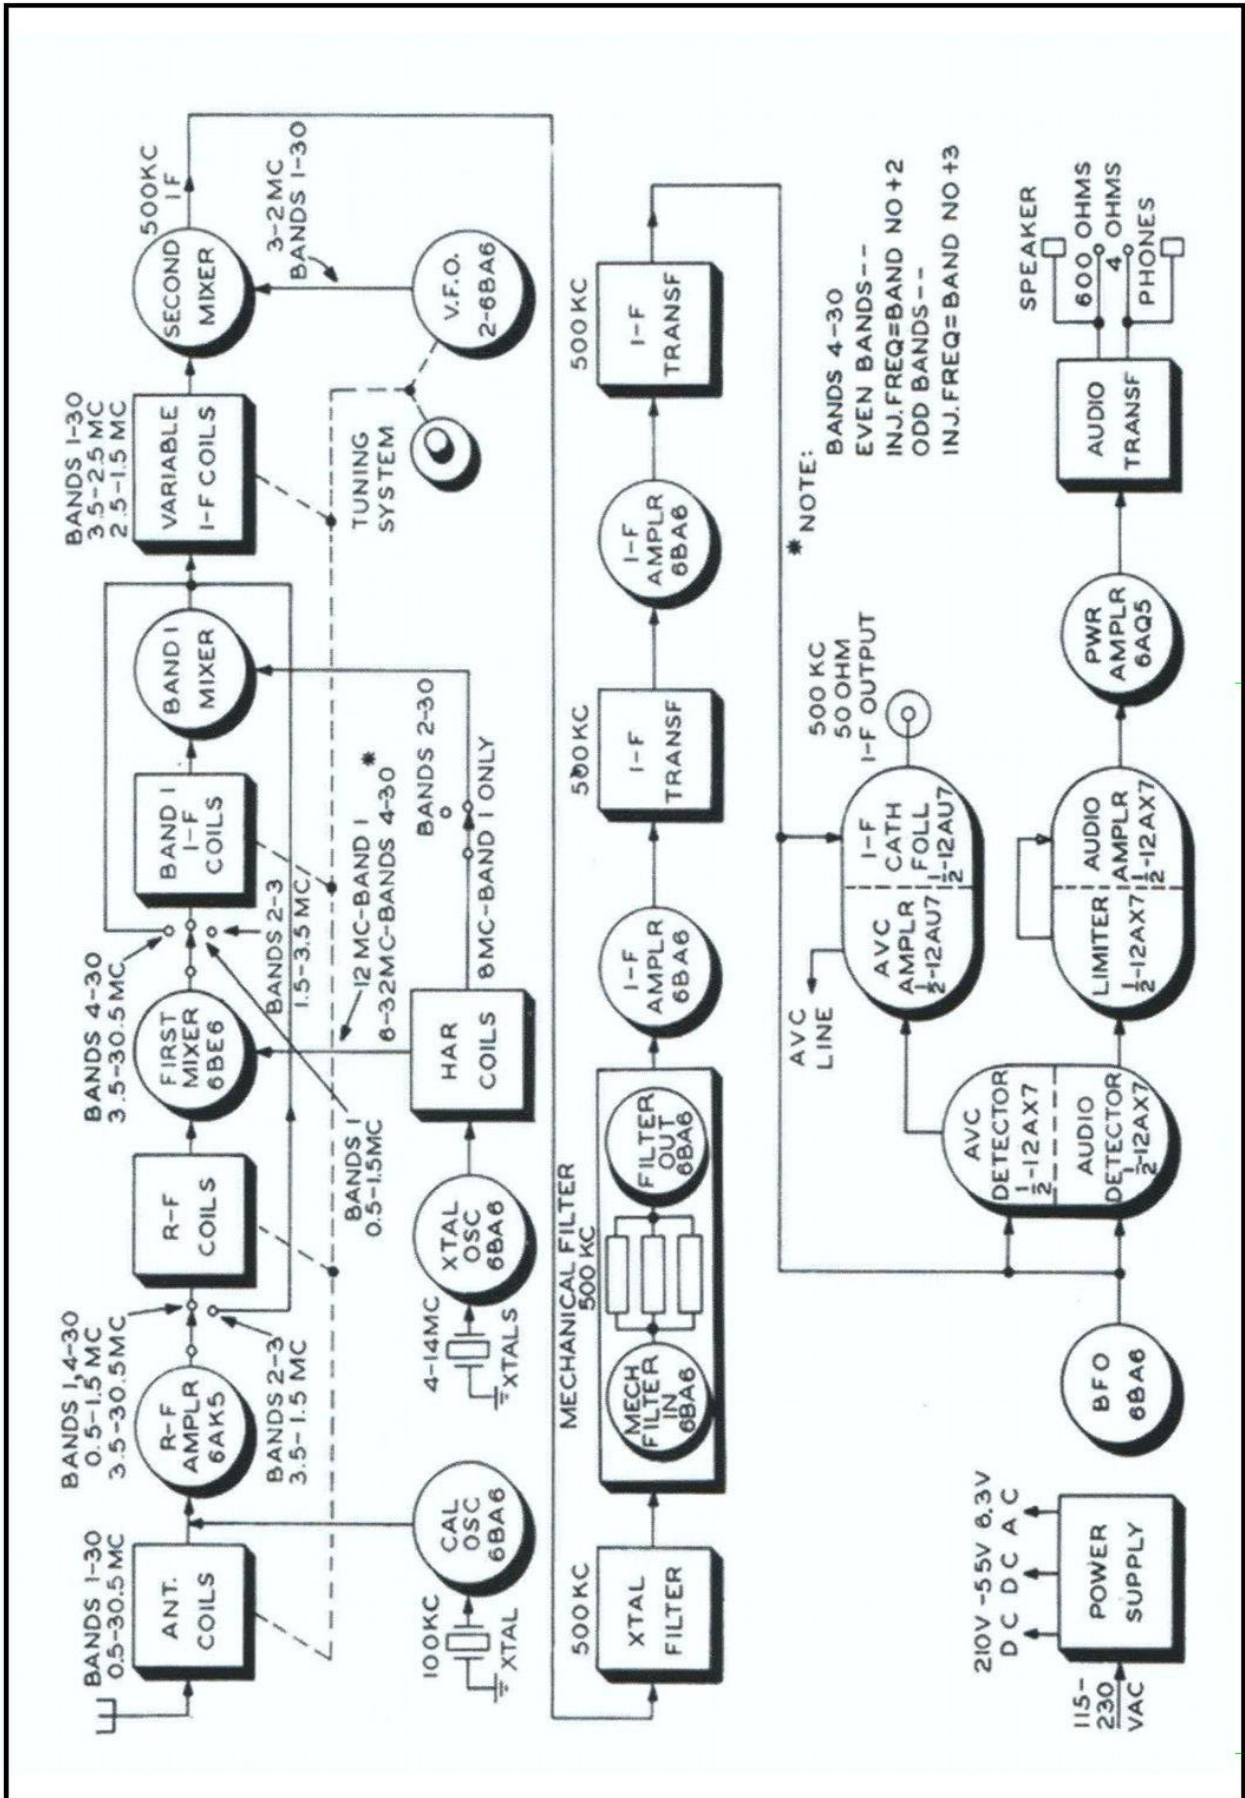 BANDS 1-30
0.5-30.5 MC
ANT.
COILS
BANDS 1,4-30
0.5-1.5 MC
3.5-30.5MC
R-F
AMPLR
6AK5
BANDS 2-3
3.5-1.5 MC
R-F
COILS
BANDS 4-30
3.5-30.5MC
FIRST
MIXER
6BE6
BANDS 2-3
1.5-3.5 MC
BANDS 1
0.5-1.5MC
BAND 1
I-F
COILS
BAND 1
MIXER
BANDS 1-30
3.5-2.5 MC
2.5-1.5 MC
VARIABLE
I-F COILS
SECOND
MIXER
500KC
IF
3-2MC
BANDS 1-30
100KC
XTAL
CAL
OSC
6BA6
4-14MC
XTALS
XTAL
OSC
6BA6
HAR
COILS
12 MC-BAND 1
6-32MC-BANDS 4-30 *
8MC-BAND 1 ONLY
BANDS 2-30
TUNING
SYSTEM
V.F.O.
2-6BA6
500KC
XTAL
FILTER
MECHANICAL FILTER
500 KC
MECH
FILTER
IN
6BA6
FILTER
OUT
6BA6
I-F
AMPLR
6BA6
500KC
I-F
TRANSF
I-F
AMPLR
6BA6
500KC
I-F
TRANSF
* NOTE:
BANDS 4-30
EVEN BANDS--
INJ.FREQ=BAND NO+2
ODD BANDS--
INJ.FREQ=BAND NO+3
AVC
LINE
AVC
AMPLR
1/2-12AU7
I-F
CATH
FOLL
1/2-12AU7
500 KC
50 OHM
I-F OUTPUT
115-
230
VAC
POWER
SUPPLY
210V -55V 6.3V
DC DC AC
BFO
6BA6
AVC
DETECTOR
1/2-12AX7
AUDIO
DETECTOR
1/2-12AX7
LIMITER
1/2-12AX7
AUDIO
AMPLR
1/2-12AX7
PWR
AMPLR
6AQ5
AUDIO
TRANSF
SPEAKER
600 OHMS
4 OHMS
PHONES